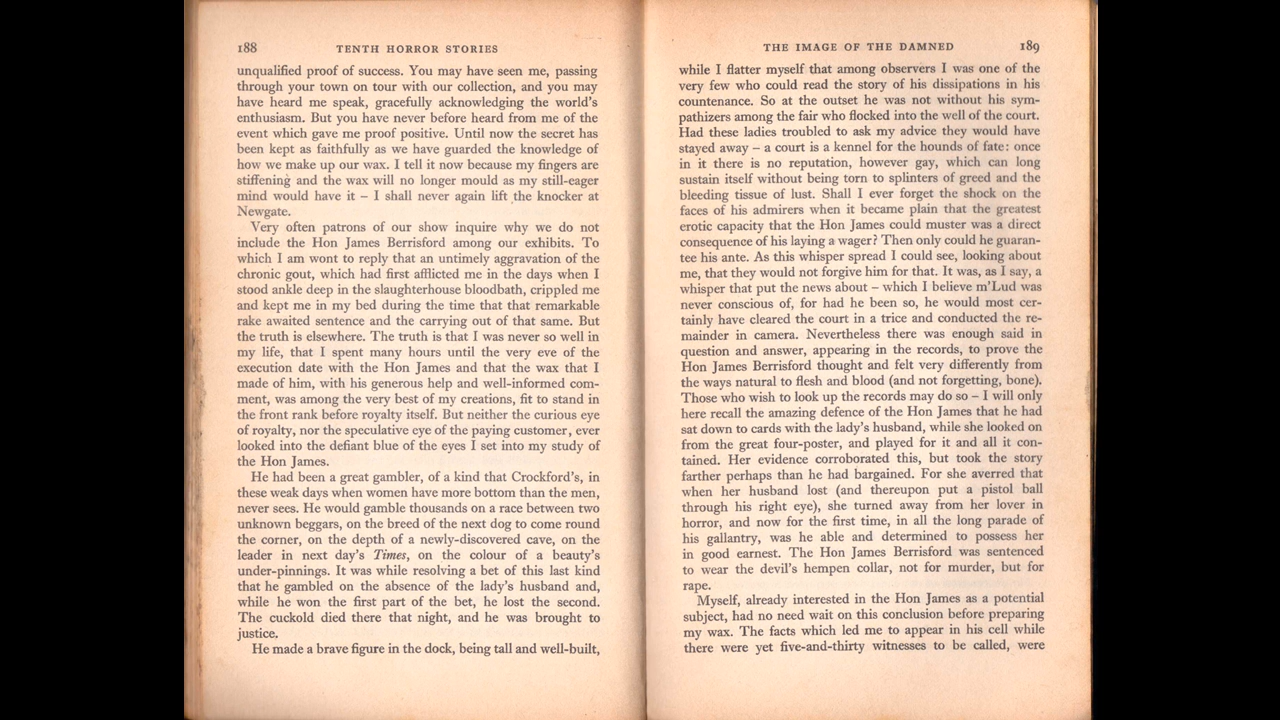 188 TENTH HORROR STORIES
unqualified proof of success. You may have seen me, passing
through your town on tour with our collection, and you may
have heard me speak, gracefully acknowledging the world's
enthusiasm. But you have never before heard from me of the
event which gave me proof positive. Until now the secret has
been kept as faithfully as we have guarded the knowledge of
how we make up our wax. I tell it now because my fingers are
stiffening and the wax will no longer mould as my still-eager
mind would have it – I shall never again lift the knocker at
Newgate.
Very often patrons of our show inquire why we do not
include the Hon James Berrisford among our exhibits. To
which I am wont to reply that an untimely aggravation of the
chronic gout, which had first afflicted me in the days when I
stood ankle deep in the slaughterhouse bloodbath, crippled me
and kept me in my bed during the time that that remarkable
rake awaited sentence and the carrying out of that same. But
the truth is elsewhere. The truth is that I was never so well in
my life, that I spent many hours until the very eve of the
execution date with the Hon James and that the wax that I
made of him, with his generous help and well-informed com-
ment, was among the very best of my creations, fit to stand in
the front rank before royalty itself. But neither the curious eye
of royalty, nor the speculative eye of the paying customer, ever
looked into the defiant blue of the eyes I set into my study of
the Hon James.
He had been a great gambler, of a kind that Crockford's, in
these weak days when women have more bottom than the men,
never sees. He would gamble thousands on a race between two
unknown beggars, on the breed of the next dog to come round
the corner, on the depth of a newly-discovered cave, on the
leader in next day's Times, on the colour of a beauty's
under-pinnings. It was while resolving a bet of this last kind
that he gambled on the absence of the lady's husband and,
while he won the first part of the bet, he lost the second.
The cuckold died there that night, and he was brought to
justice.
He made a brave figure in the dock, being tall and well-built,
THE IMAGE OF THE DAMNED 189
while I flatter myself that among observers I was one of the
very few who could read the story of his dissipations in his
countenance. So at the outset he was not without his sym-
pathizers among the fair who flocked into the well of the court.
Had these ladies troubled to ask my advice they would have
stayed away – a court is a kennel for the hounds of fate: once
in it there is no reputation, however gay, which can long
sustain itself without being torn to splinters of greed and the
bleeding tissue of lust. Shall I ever forget the shock on the
faces of his admirers when it became plain that the greatest
erotic capacity that the Hon James could muster was a direct
consequence of his laying a wager? Then only could he guaran-
tee his ante. As this whisper spread I could see, looking about
me, that they would not forgive him for that. It was, as I say, a
whisper that put the news about – which I believe m'Lud was
never conscious of, for had he been so, he would most cer-
tainly have cleared the court in a trice and conducted the re-
mainder in camera. Nevertheless there was enough said in
question and answer, appearing in the records, to prove the
Hon James Berrisford thought and felt very differently from
the ways natural to flesh and blood (and not forgetting, bone).
Those who wish to look up the records may do so – I will only
here recall the amazing defence of the Hon James that he had
sat down to cards with the lady's husband, while she looked on
from the great four-poster, and played for it and all it con-
tained. Her evidence corroborated this, but took the story
farther perhaps than he had bargained. For she averred that
when her husband lost (and thereupon put a pistol ball
through his right eye), she turned away from her lover in
horror, and now for the first time, in all the long parade of
his gallantry, was he able and determined to possess her
in good earnest. The Hon James Berrisford was sentenced
to wear the devil's hempen collar, not for murder, but for
rape.
Myself, already interested in the Hon James as a potential
subject, had no need wait on this conclusion before preparing
my wax. The facts which led me to appear in his cell while
there were yet five-and-thirty witnesses to be called, were